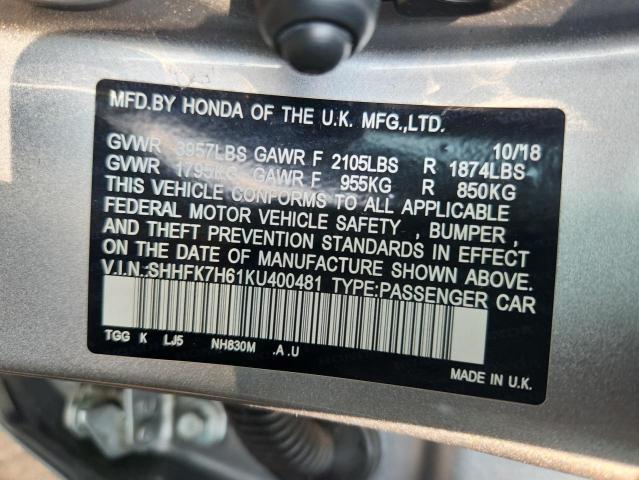 MFD.BY HONDA OF THE U.K. MFG.,LTD.
10/18
GVWR 3957LBS GAWR F 2105LBS R 1874LBS
GVWR 1795KG GAWR F 955KG R 850KG
THIS VEHICLE CONFORMS TO ALL APPLICABLE
FEDERAL MOTOR VEHICLE SAFETY , BUMPER ,
AND THEFT PREVENTION STANDARDS IN EFFECT
ON THE DATE OF MANUFACTURE SHOWN ABOVE.
V.I.N.:SHHFK7H61KU400481 TYPE:PASSENGER CAR
TGG K LJ5 NH830M .A.U
MADE IN U.K.